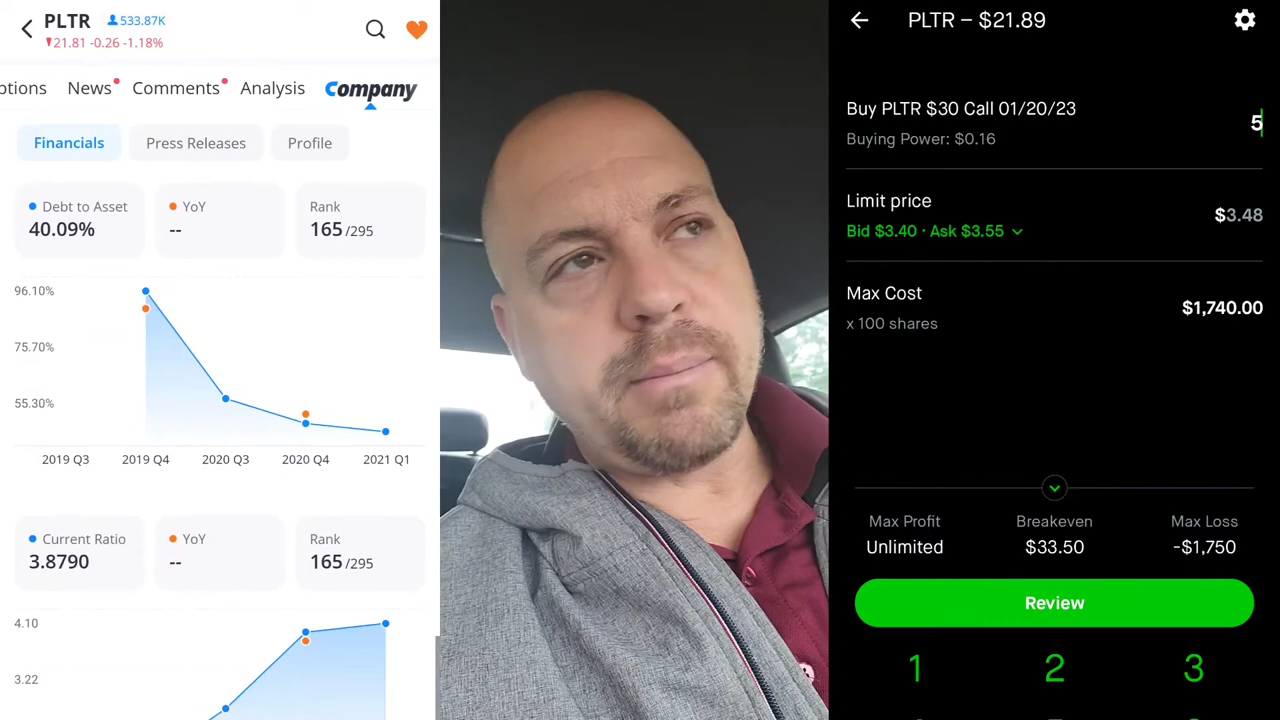 PLTR 533.87K
21.81 -0.26 -1.18%
ptions News Comments Analysis Company
Financials Press Releases Profile
Debt to Asset YoY Rank
40.09% -- 165/295
96.10%
75.70%
55.30%
2019 Q3 2019 Q4 2020 Q3 2020 Q4 2021 Q1
Current Ratio YoY Rank
3.8790 -- 165/295
4.10
3.22
PLTR – $21.89
Buy PLTR $30 Call 01/20/23
5
Buying Power: $0.16
Limit price
$3.48
Bid $3.40 · Ask $3.55
Max Cost
$1,740.00
x 100 shares
Max Profit Breakeven Max Loss
Unlimited $33.50 -$1,750
Review
1 2 3